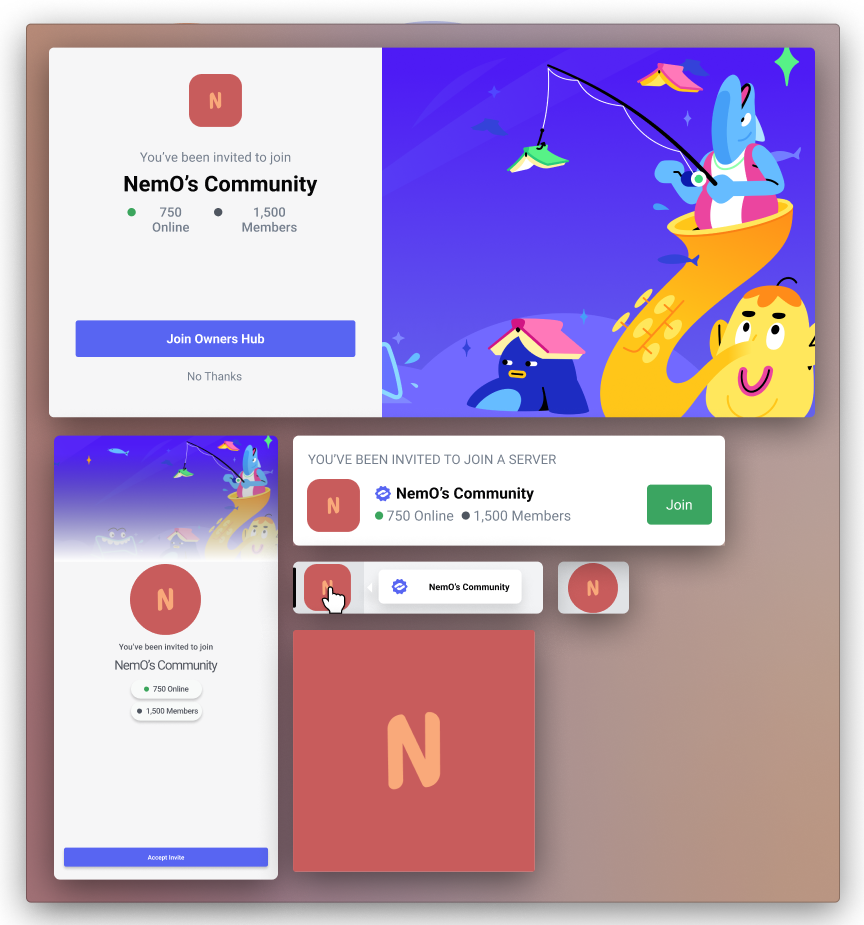 N
You've been invited to join
NemO's Community
750 Online
1,500 Members
Join Owners Hub
No Thanks
N
You've been invited to join
NemO's Community
750 Online
1,500 Members
Accept Invite
YOU'VE BEEN INVITED TO JOIN A SERVER
N
NemO's Community
750 Online 1,500 Members
Join
N
NemO's Community
N
N